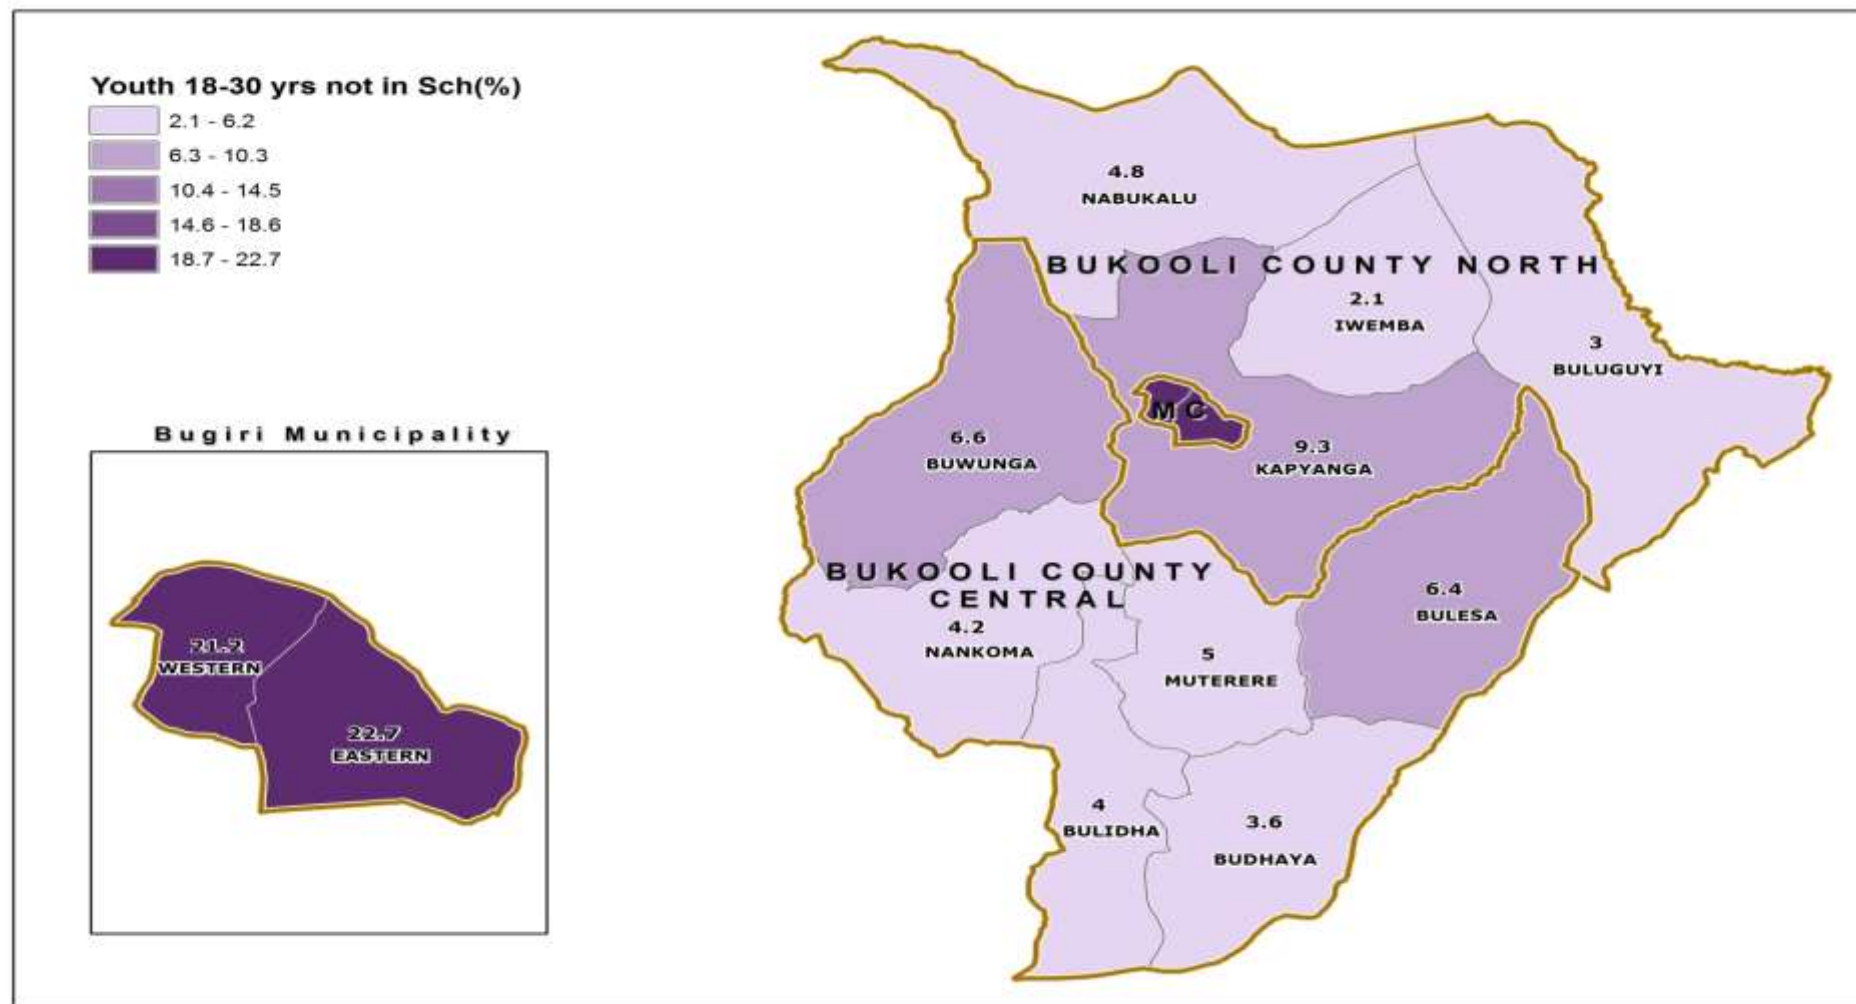 Youth 18-30 yrs not in Sch(%)
2.1 - 6.2
6.3 - 10.3
10.4 - 14.5
14.6 - 18.6
18.7 - 22.7
Bugiri Municipality
21.2
WESTERN
22.7
EASTERN
4.8
NABUKALU
BUKOOLI COUNTY NORTH
2.1
IWEMBA
3
BULUGUYI
M C
6.6
BUWUNGA
9.3
KAPYANGA
BUKOOLI COUNTY
CENTRAL
4.2
NANKOMA
6.4
BULESA
5
MUTERERE
4
BULIDHA
3.6
BUDHAYA